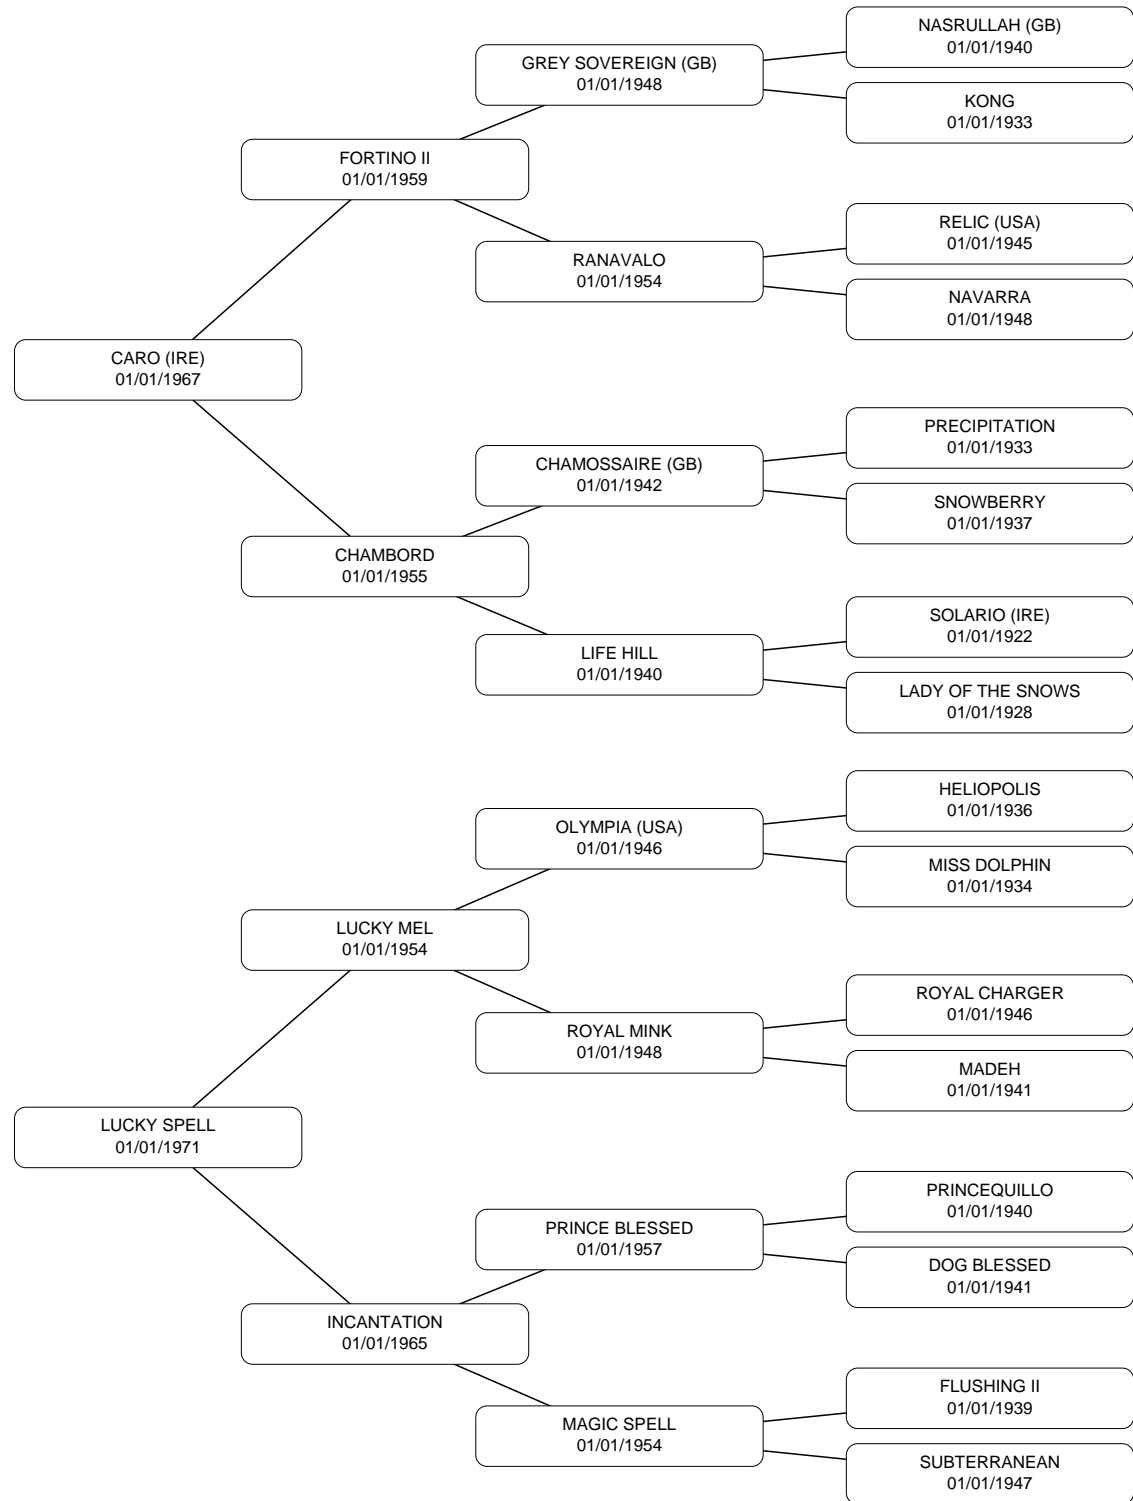 NASRULLAH (GB)
01/01/1940
GREY SOVEREIGN (GB)
01/01/1948
KONG
01/01/1933
FORTINO II
01/01/1959
RELIC (USA)
01/01/1945
RANAVALO
01/01/1954
NAVARRA
01/01/1948
CARO (IRE)
01/01/1967
PRECIPITATION
01/01/1933
CHAMOSSAIRE (GB)
01/01/1942
SNOWBERRY
01/01/1937
CHAMBORD
01/01/1955
SOLARIO (IRE)
01/01/1922
LIFE HILL
01/01/1940
LADY OF THE SNOWS
01/01/1928
HELIOPOLIS
01/01/1936
OLYMPIA (USA)
01/01/1946
MISS DOLPHIN
01/01/1934
LUCKY MEL
01/01/1954
ROYAL CHARGER
01/01/1946
ROYAL MINK
01/01/1948
MADEH
01/01/1941
LUCKY SPELL
01/01/1971
PRINCEQUILLO
01/01/1940
PRINCE BLESSED
01/01/1957
DOG BLESSED
01/01/1941
INCANTATION
01/01/1965
FLUSHING II
01/01/1939
MAGIC SPELL
01/01/1954
SUBTERRANEAN
01/01/1947